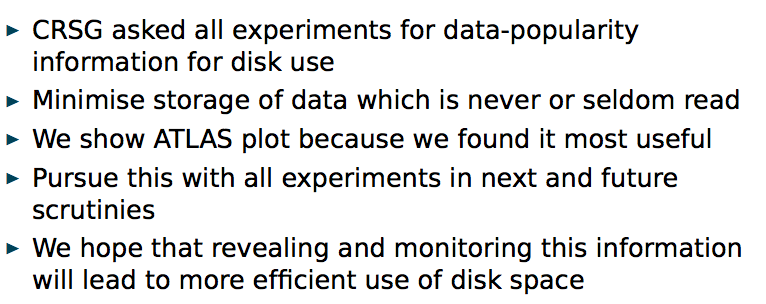 ► CRSG asked all experiments for data-popularity
information for disk use
► Minimise storage of data which is never or seldom read
► We show ATLAS plot because we found it most useful
► Pursue this with all experiments in next and future
scrutinies
► We hope that revealing and monitoring this information
will lead to more efficient use of disk space